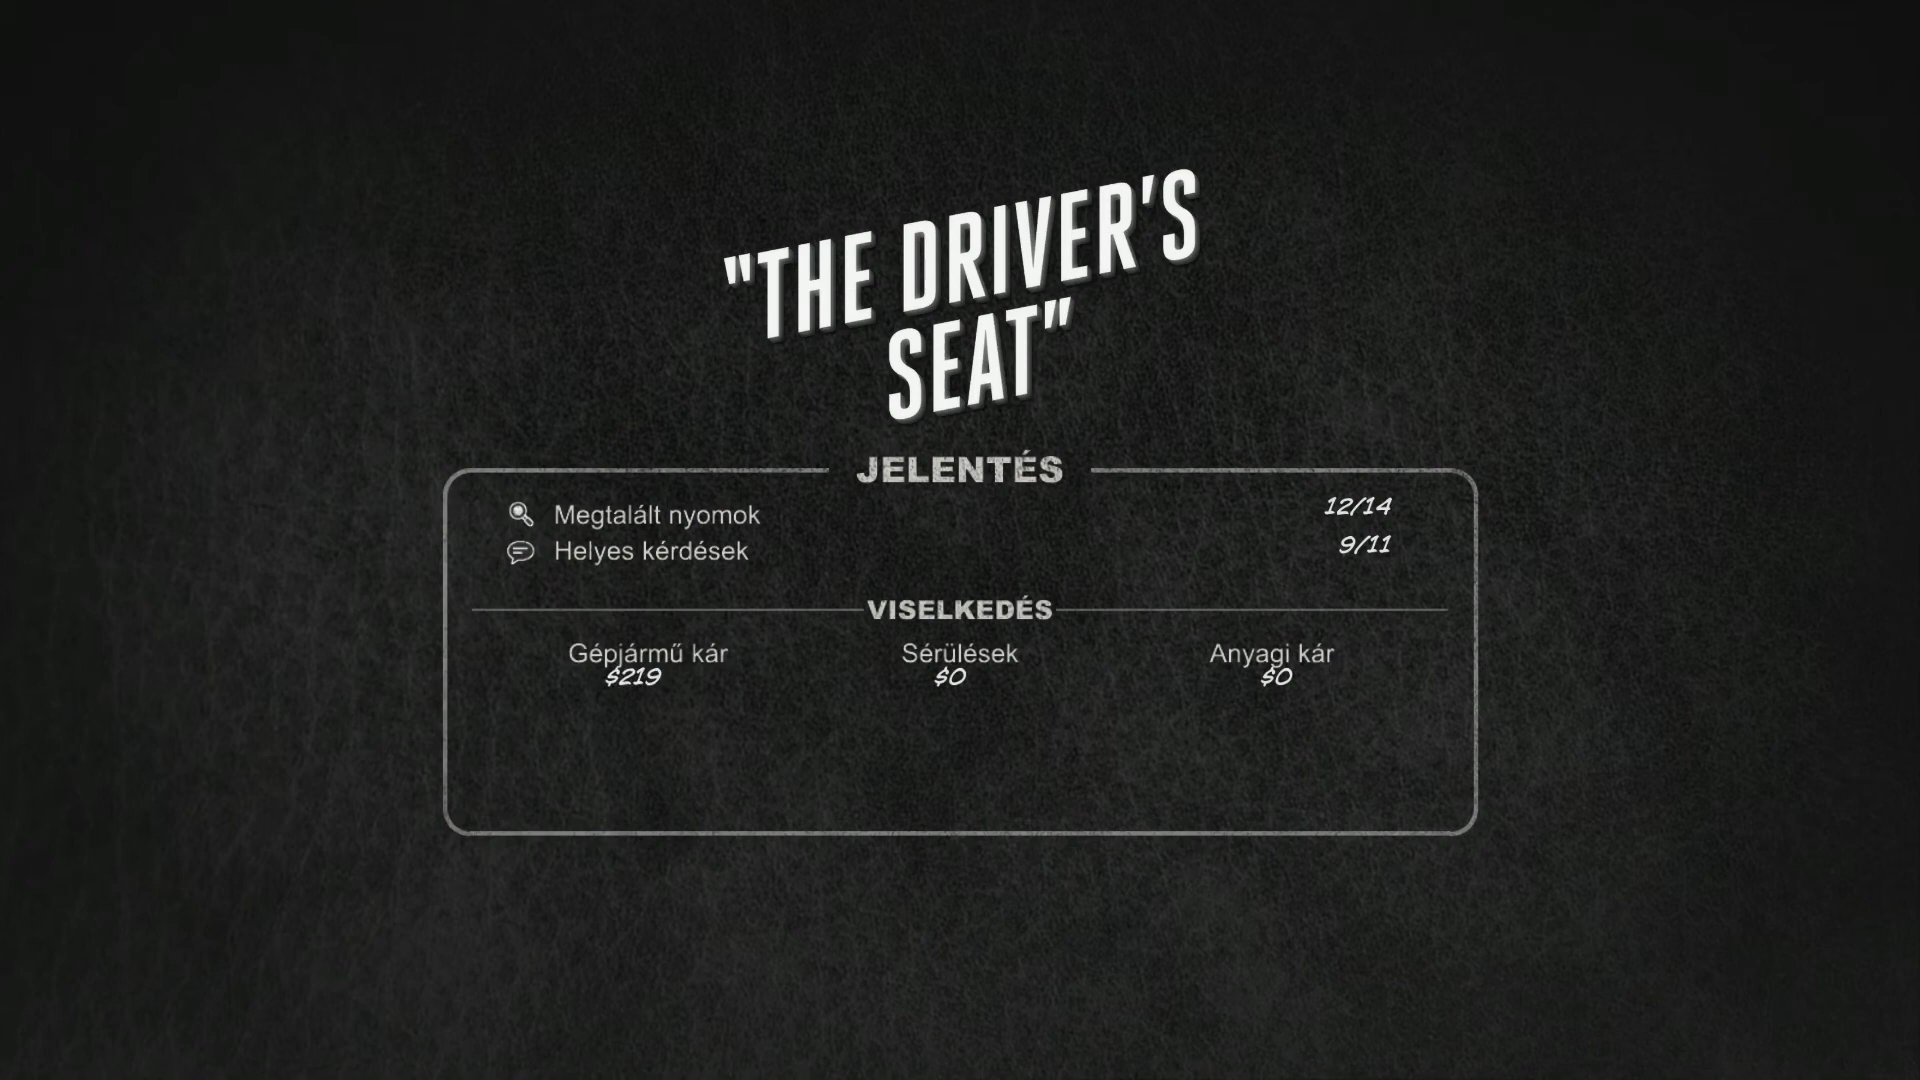 "THE DRIVER'S
SEAT"
JELENTÉS
Megtalált nyomok 12/14
Helyes kérdések 9/11
VISELKEDÉS
Gépjármű kár Sérülések Anyagi kár
$219 $0 $0